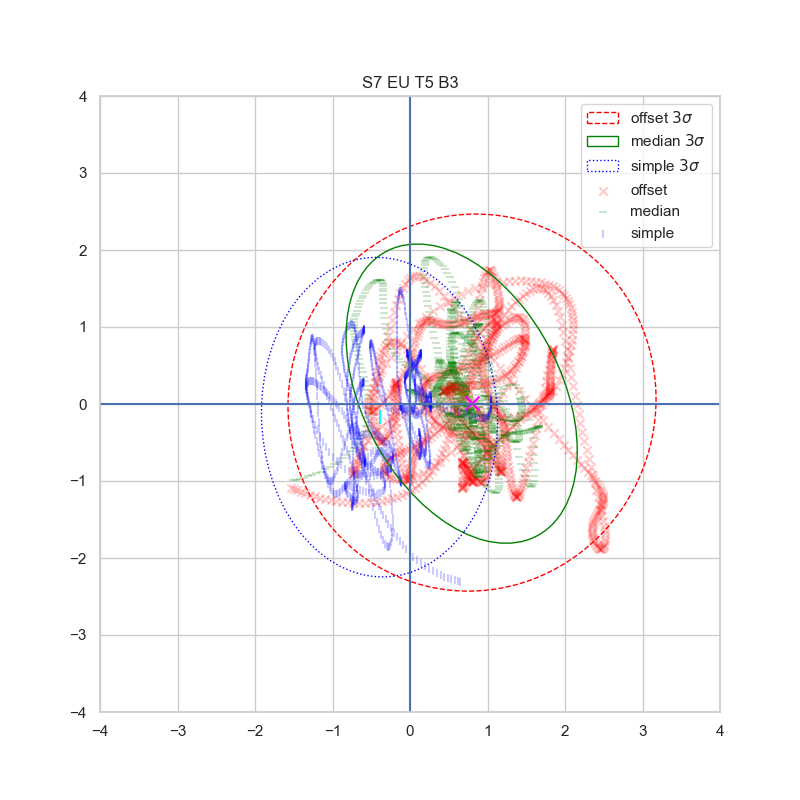 S7 EU T5 B3
offset 3σ
median 3σ
simple 3σ
offset
median
simple
4
3
2
1
0
−1
−2
−3
−4
−4 −3 −2 −1 0 1 2 3 4